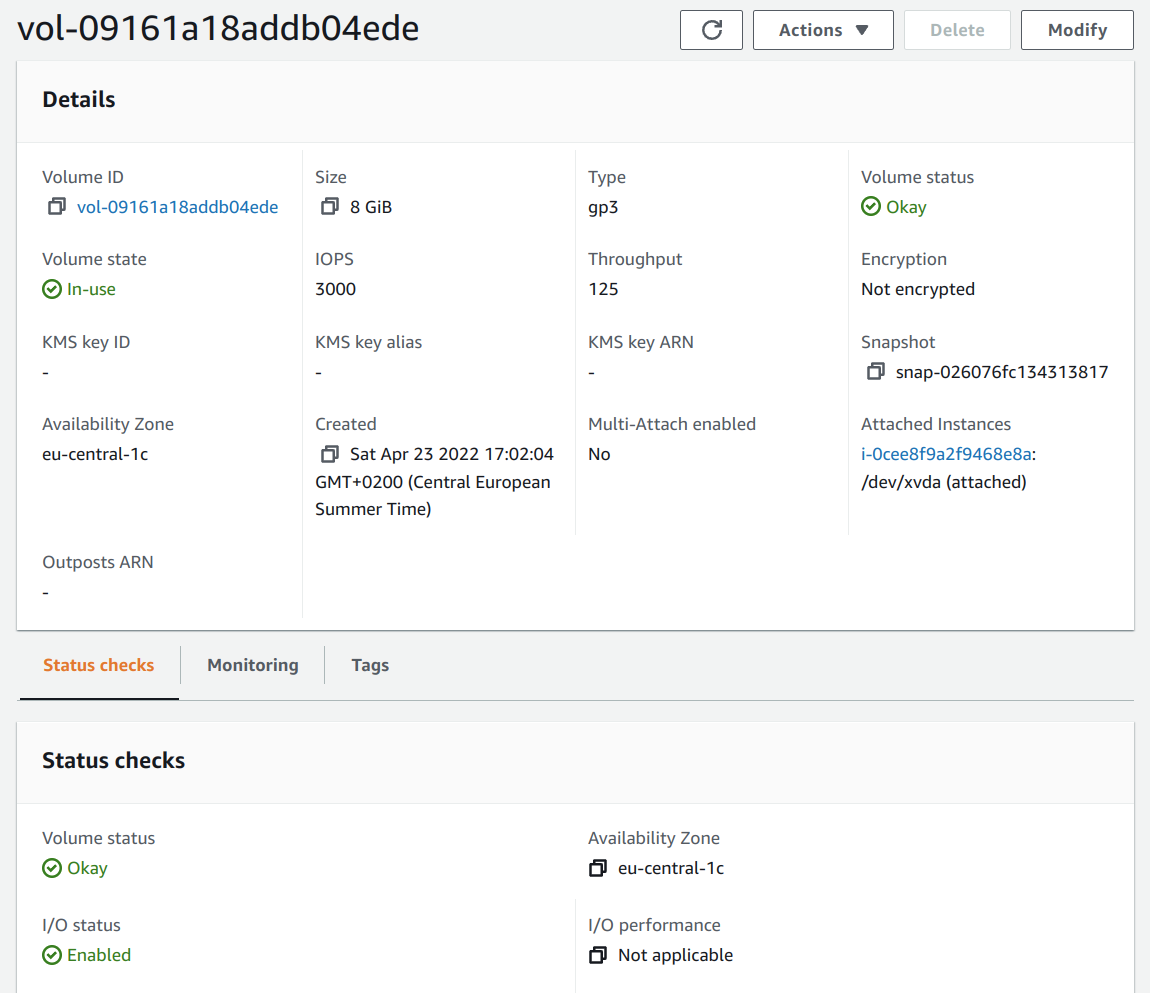 vol-09161a18addb04ede
Actions
Delete
Modify
Details
Volume ID
vol-09161a18addb04ede
Size
8 GiB
Type
gp3
Volume status
Okay
Volume state
In-use
IOPS
3000
Throughput
125
Encryption
Not encrypted
KMS key ID
-
KMS key alias
-
KMS key ARN
-
Snapshot
snap-026076fc134313817
Availability Zone
eu-central-1c
Created
Sat Apr 23 2022 17:02:04
GMT+0200 (Central European
Summer Time)
Multi-Attach enabled
No
Attached Instances
i-0cee8f9a2f9468e8a:
/dev/xvda (attached)
Outposts ARN
-
Status checks
Monitoring
Tags
Status checks
Volume status
Okay
Availability Zone
eu-central-1c
I/O status
Enabled
I/O performance
Not applicable